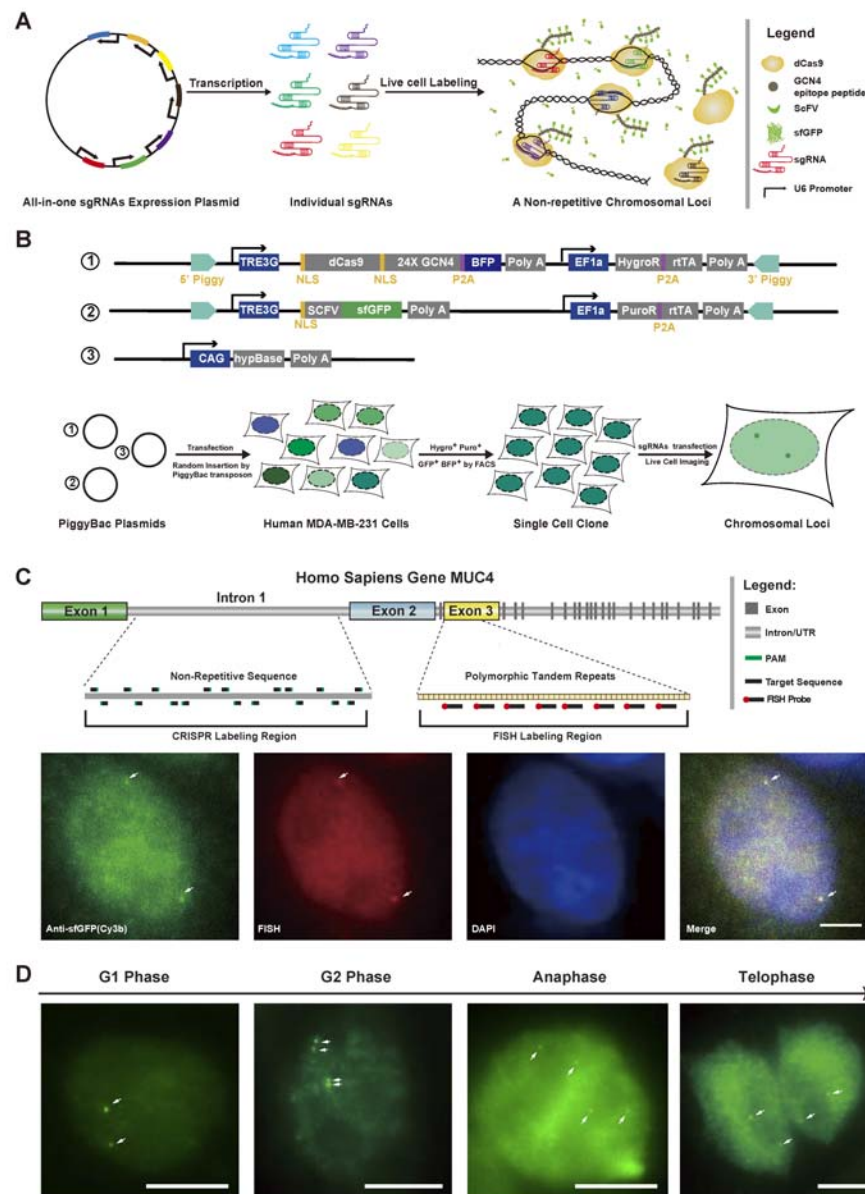 A
Transcription
Live cell Labeling
All-in-one sgRNAs Expression Plasmid
Individual sgRNAs
A Non-repetitive Chromosomal Loci
Legend
dCas9
GCN4
epitope peptide
ScFV
sfGFP
sgRNA
U6 Promoter
B
1
TRE3G
dCas9
24X GCN4
BFP
Poly A
EF1a
HygroR
rtTA
Poly A
5' Piggy
NLS
NLS
P2A
P2A
3' Piggy
2
TRE3G
SCFV
sfGFP
Poly A
EF1a
PuroR
rtTA
Poly A
NLS
P2A
3
CAG
hypBase
Poly A
1
3
2
Transfection
Random Insertion by
PiggyBac transposon
Hygro+ Puro+
GFP+ BFP+ by FACS
sgRNAs transfection
Live Cell Imaging
PiggyBac Plasmids
Human MDA-MB-231 Cells
Single Cell Clone
Chromosomal Loci
C
Homo Sapiens Gene MUC4
Exon 1
Intron 1
Exon 2
Exon 3
Non-Repetitive Sequence
Polymorphic Tandem Repeats
CRISPR Labeling Region
FISH Labeling Region
Legend:
Exon
Intron/UTR
PAM
Target Sequence
FISH Probe
Anti-sfGFP(Cy3b)
FISH
DAPI
Merge
D
G1 Phase
G2 Phase
Anaphase
Telophase